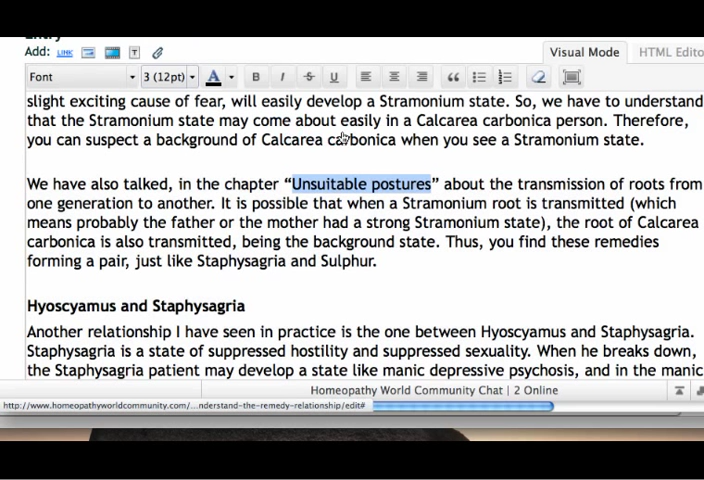 Add: LINK T
Visual Mode
HTML Edito
Font
3 (12pt)
A
B I S U
slight exciting cause of fear, will easily develop a Stramonium state. So, we have to understand
that the Stramonium state may come about easily in a Calcarea carbonica person. Therefore,
you can suspect a background of Calcarea carbonica when you see a Stramonium state.
We have also talked, in the chapter “Unsuitable postures” about the transmission of roots from
one generation to another. It is possible that when a Stramonium root is transmitted (which
means probably the father or the mother had a strong Stramonium state), the root of Calcarea
carbonica is also transmitted, being the background state. Thus, you find these remedies
forming a pair, just like Staphysagria and Sulphur.
Hyoscyamus and Staphysagria
Another relationship I have seen in practice is the one between Hyoscyamus and Staphysagria.
Staphysagria is a state of suppressed hostility and suppressed sexuality. When he breaks down,
the Staphysagria patient may develop a state like manic depressive psychosis, and in the manic
Homeopathy World Community Chat | 2 Online
http://www.homeopathyworldcommunity.com/...nderstand-the-remedy-relationship/edit#